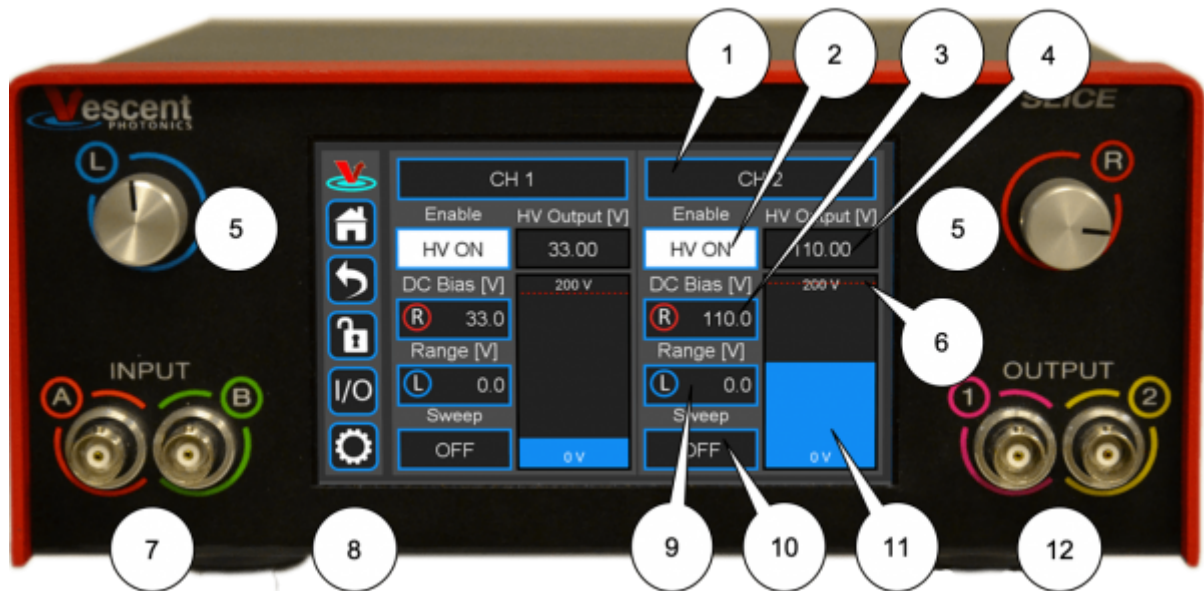 1 2 3 4
Vescent
PHOTONICS
SLICE
L
R
CH 1
CH 2
Enable
HV Output [V]
Enable
HV Output [V]
HV ON
33.00
HV ON
110.00
5
5
DC Bias [V]
200 V
DC Bias [V]
200 V
R 33.0
R 110.0
6
Range [V]
Range [V]
INPUT
OUTPUT
A
B
I/O
L 0.0
L 0.0
1
2
Sweep
Sweep
OFF
0 V
OFF
0 V
7 8 9 10 11 12